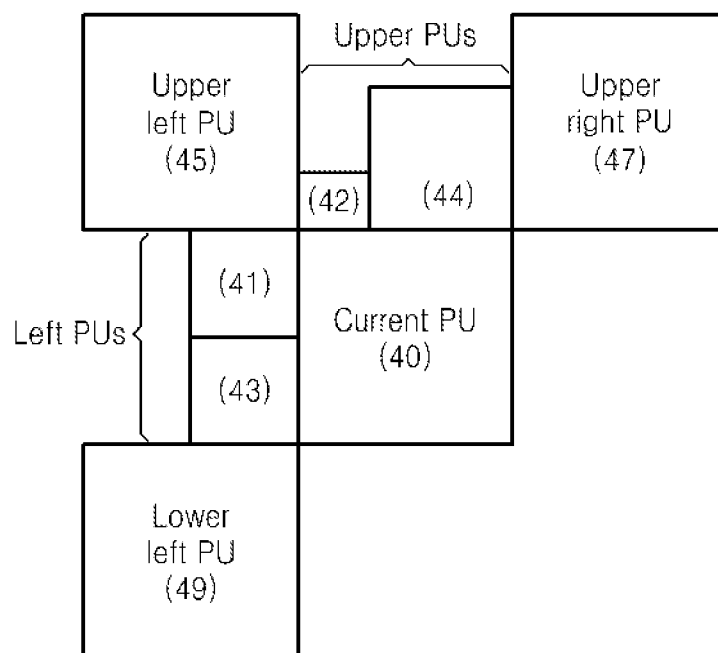 Upper PUs
Upper
left PU
(45)
Upper
right PU
(47)
(42)
(44)
(41)
Left PUs
Current PU
(40)
(43)
Lower
left PU
(49)